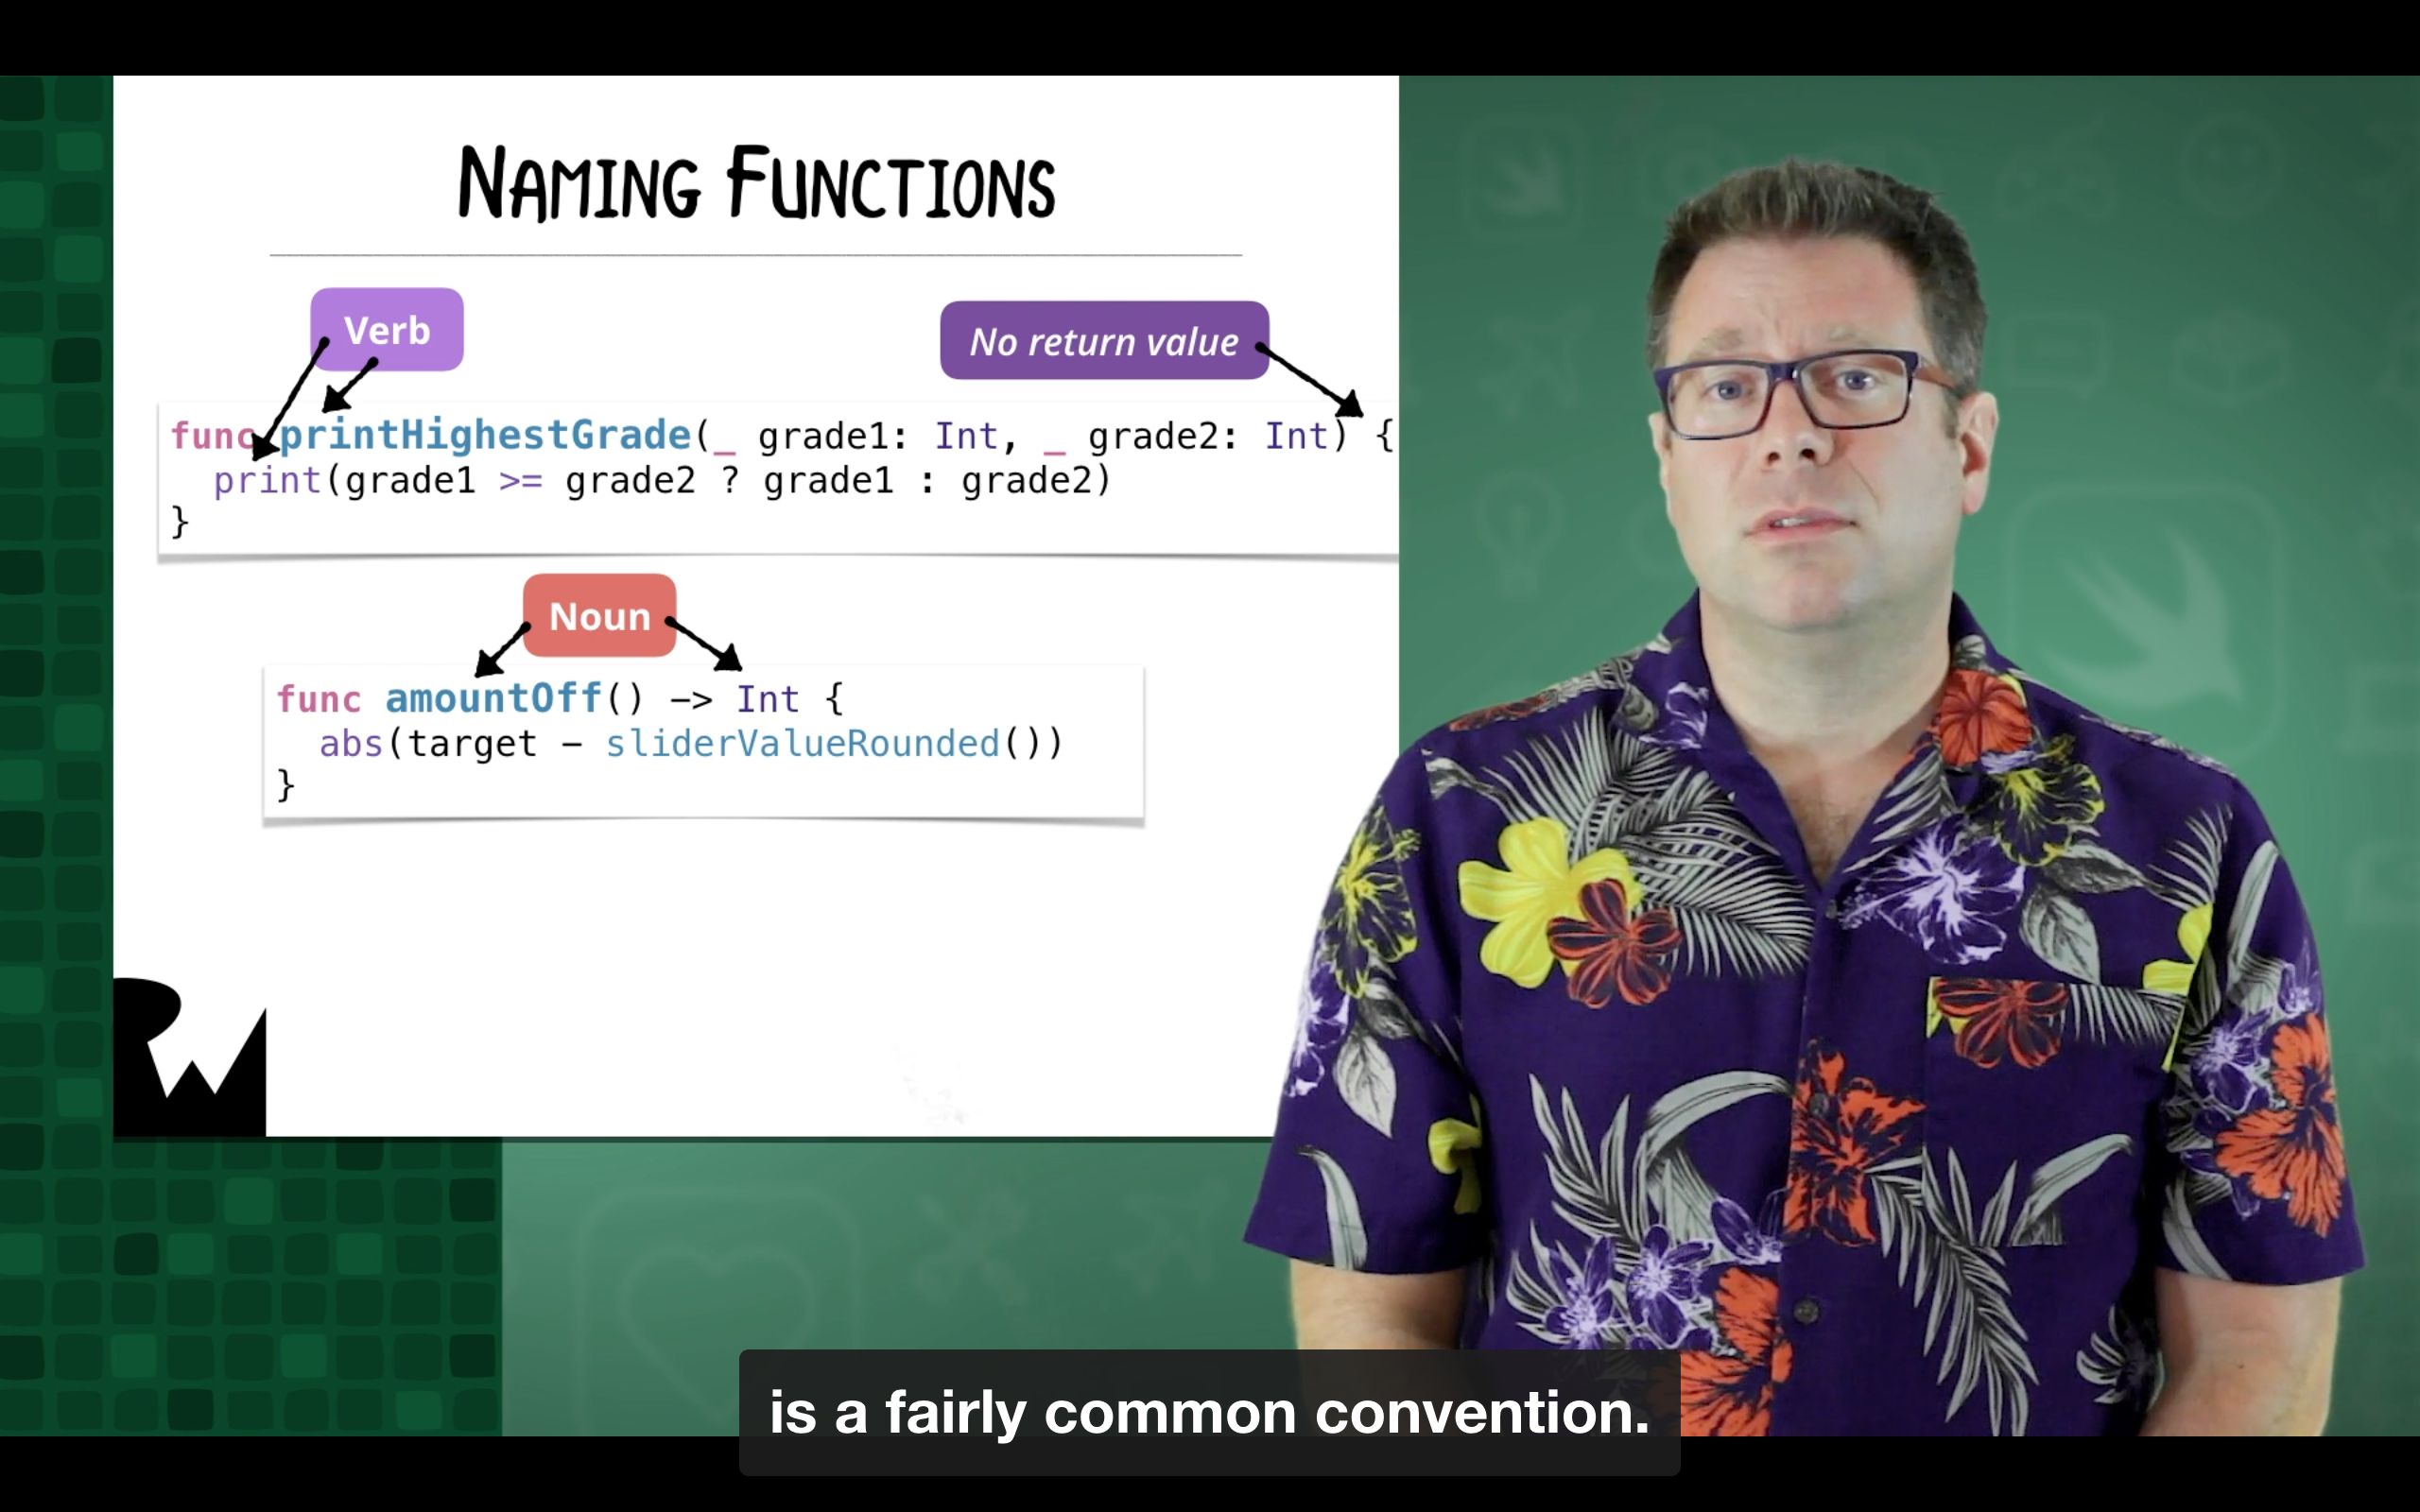 NAMING FUNCTIONS
Verb
No return value
func printHighestGrade(_ grade1: Int, _ grade2: Int) {
print(grade1 >= grade2 ? grade1 : grade2)
}
Noun
func amountOff() -> Int {
abs(target - sliderValueRounded())
}
RW
is a fairly common convention.